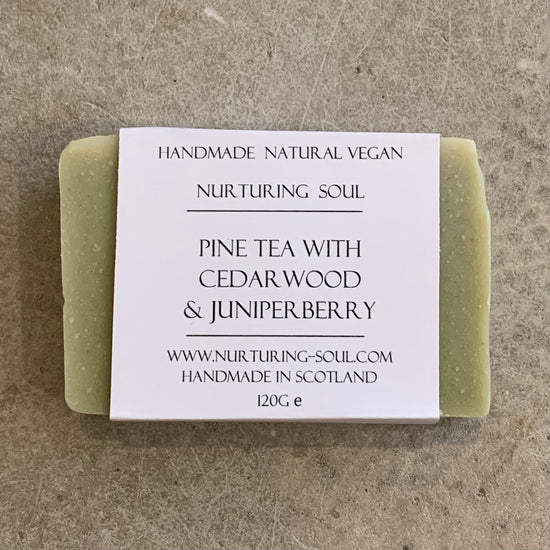 HANDMADE NATURAL VEGAN
NURTURING SOUL
PINE TEA WITH
CEDARWOOD
& JUNIPERBERRY
WWW.NURTURING-SOUL.COM
HANDMADE IN SCOTLAND
120G ℮